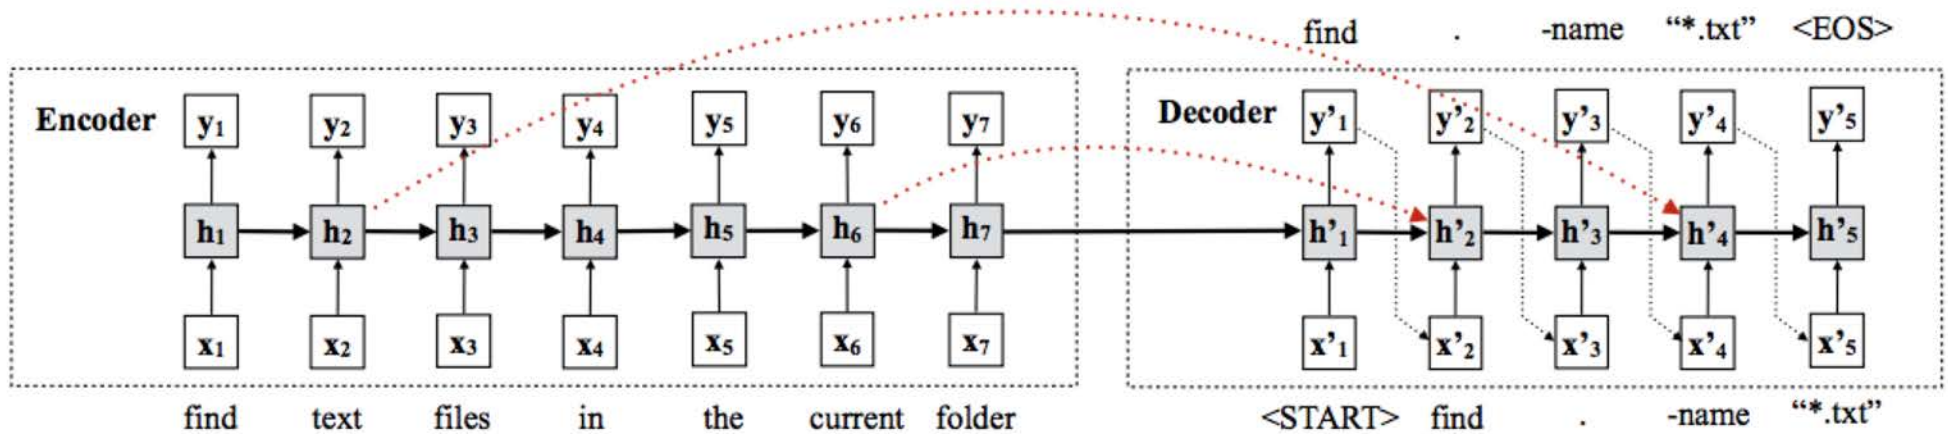 find . -name “*.txt” <EOS>
Encoder y₁ y₂ y₃ y₄ y₅ y₆ y₇ Decoder y’₁ y’₂ y’₃ y’₄ y’₅
h₁ h₂ h₃ h₄ h₅ h₆ h₇ h’₁ h’₂ h’₃ h’₄ h’₅
x₁ x₂ x₃ x₄ x₅ x₆ x₇ x’₁ x’₂ x’₃ x’₄ x’₅
find text files in the current folder <START> find . -name “*.txt”